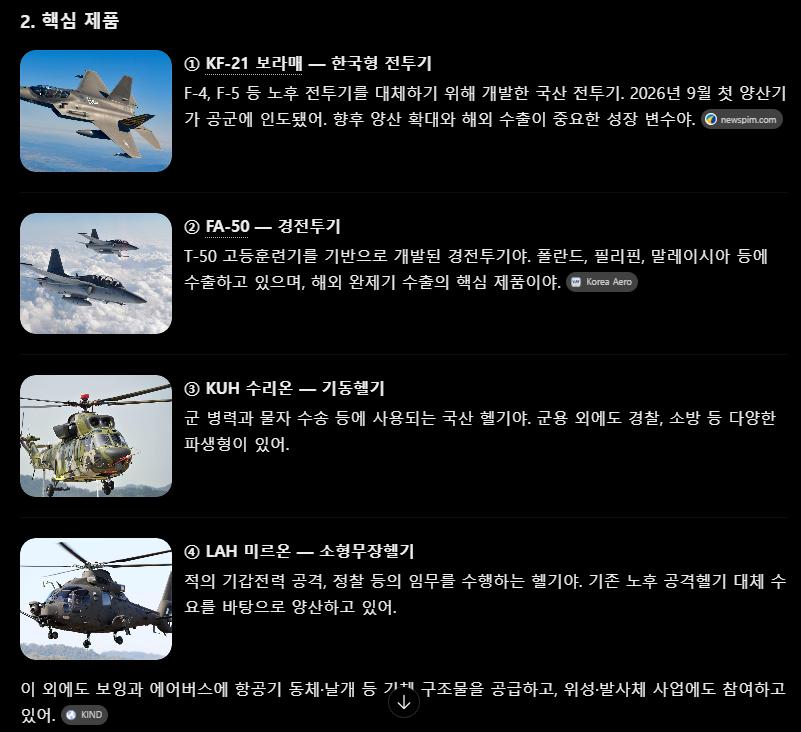 2. 핵심 제품
① KF-21 보라매 — 한국형 전투기
F-4, F-5 등 노후 전투기를 대체하기 위해 개발한 국산 전투기. 2026년 9월 첫 양산기
가 공군에 인도됐어. 향후 양산 확대와 해외 수출이 중요한 성장 변수야. newspim.com
② FA-50 — 경전투기
T-50 고등훈련기를 기반으로 개발된 경전투기야. 폴란드, 필리핀, 말레이시아 등에
수출하고 있으며, 해외 완제기 수출의 핵심 제품이야. Korea Aero
③ KUH 수리온 — 기동헬기
군 병력과 물자 수송 등에 사용되는 국산 헬기야. 군용 외에도 경찰, 소방 등 다양한
파생형이 있어.
④ LAH 미르온 — 소형무장헬기
적의 기갑전력 공격, 정찰 등의 임무를 수행하는 헬기야. 기존 노후 공격헬기 대체 수
요를 바탕으로 양산하고 있어.
이 외에도 보잉과 에어버스에 항공기 동체·날개 등 기체 구조물을 공급하고, 위성·발사체 사업에도 참여하고
있어. KIND